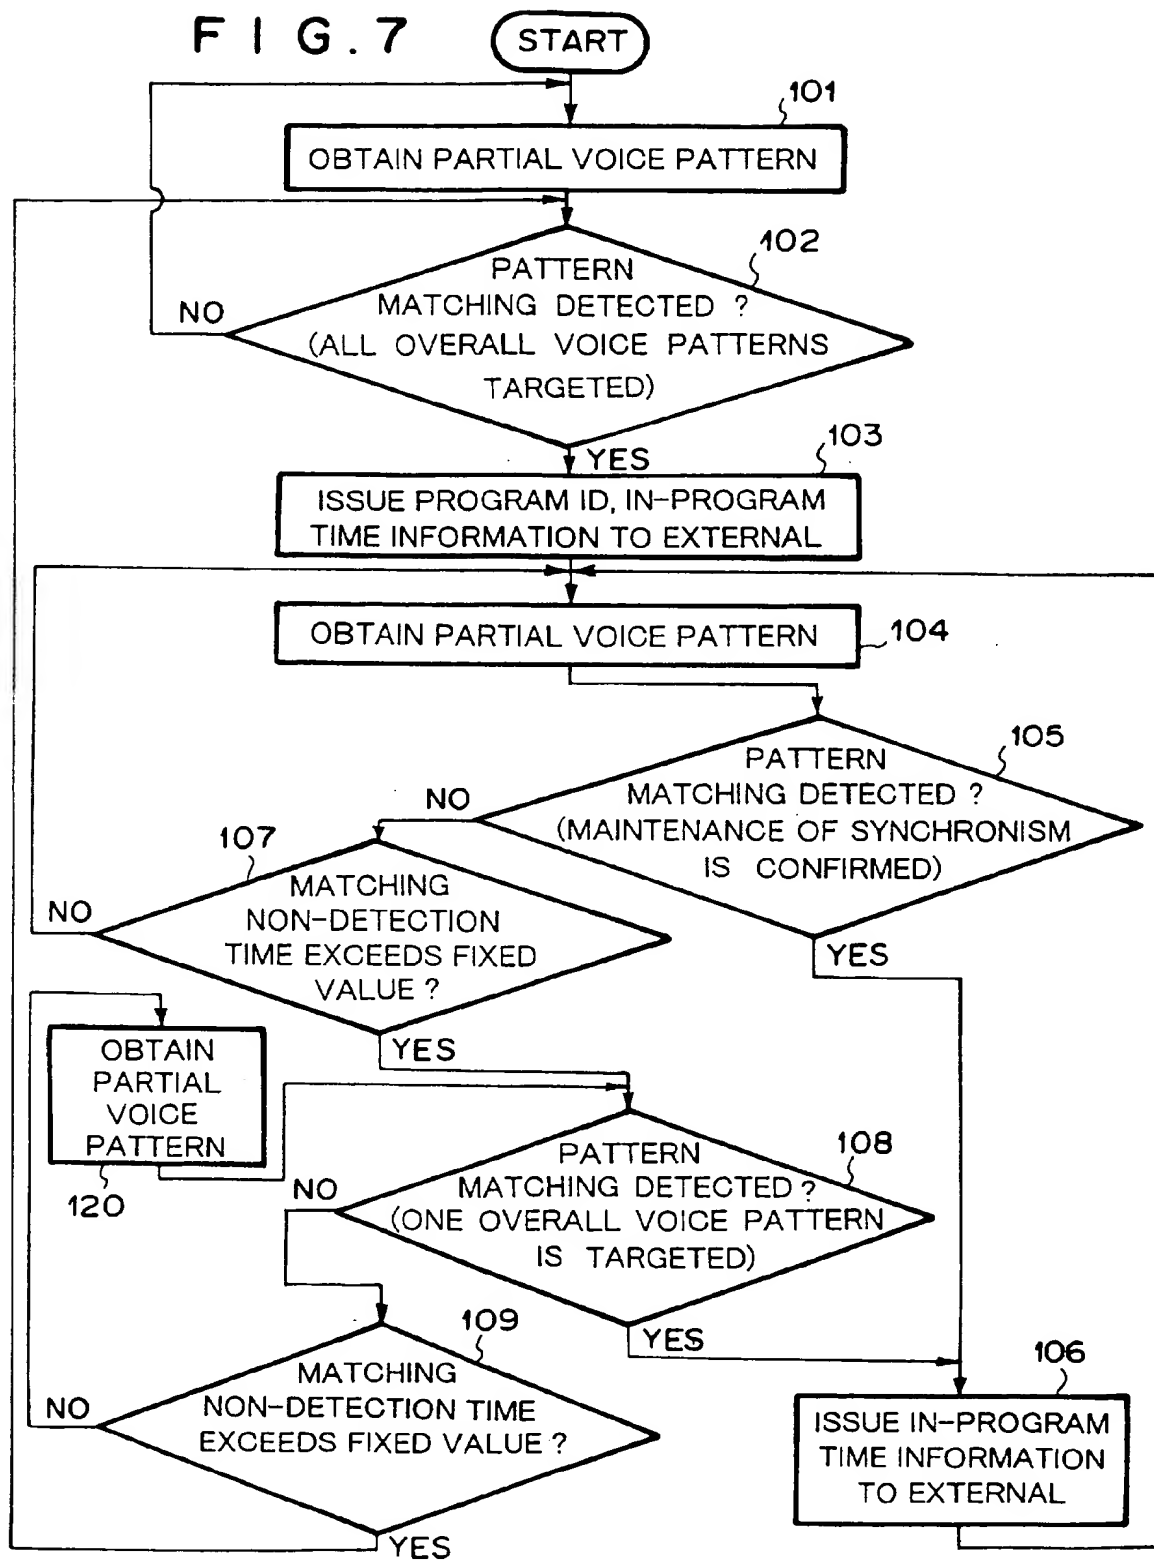 FIG.7
START
101
OBTAIN PARTIAL VOICE PATTERN
102
PATTERN
MATCHING DETECTED ?
(ALL OVERALL VOICE PATTERNS
TARGETED)
NO
YES
103
ISSUE PROGRAM ID, IN-PROGRAM
TIME INFORMATION TO EXTERNAL
OBTAIN PARTIAL VOICE PATTERN
104
105
PATTERN
MATCHING DETECTED ?
(MAINTENANCE OF SYNCHRONISM
IS CONFIRMED)
NO
YES
107
MATCHING
NON-DETECTION
TIME EXCEEDS FIXED
VALUE ?
NO
YES
OBTAIN
PARTIAL
VOICE
PATTERN
120
108
PATTERN
MATCHING DETECTED ?
(ONE OVERALL VOICE PATTERN
IS TARGETED)
NO
YES
109
MATCHING
NON-DETECTION TIME
EXCEEDS FIXED VALUE ?
NO
YES
106
ISSUE IN-PROGRAM
TIME INFORMATION
TO EXTERNAL